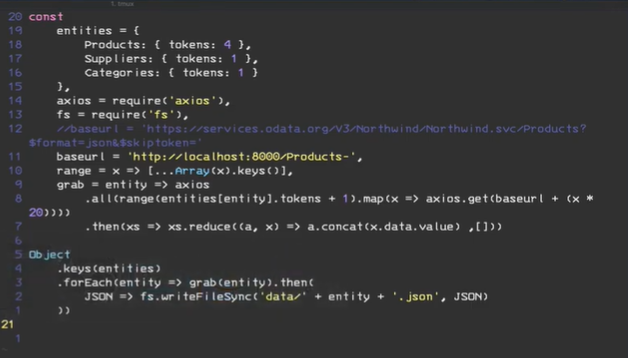 1. tmux
20 const
19 entities = {
18 Products: { tokens: 4 },
17 Suppliers: { tokens: 1 },
16 Categories: { tokens: 1 }
15 },
14 axios = require('axios'),
13 fs = require('fs'),
12 //baseurl = 'https://services.odata.org/V3/Northwind/Northwind.svc/Products?
$format=json&$skiptoken='
11 baseurl = 'http://localhost:8000/Products-',
10 range = x => [...Array(x).keys()],
9 grab = entity => axios
8 .all(range(entities[entity].tokens + 1).map(x => axios.get(baseurl + (x *
20))))
7 .then(xs => xs.reduce((a, x) => a.concat(x.data.value) ,[]))
6
5 Object
4 .keys(entities)
3 .forEach(entity => grab(entity).then(
2 JSON => fs.writeFileSync('data/' + entity + '.json', JSON)
1 ))
21
1